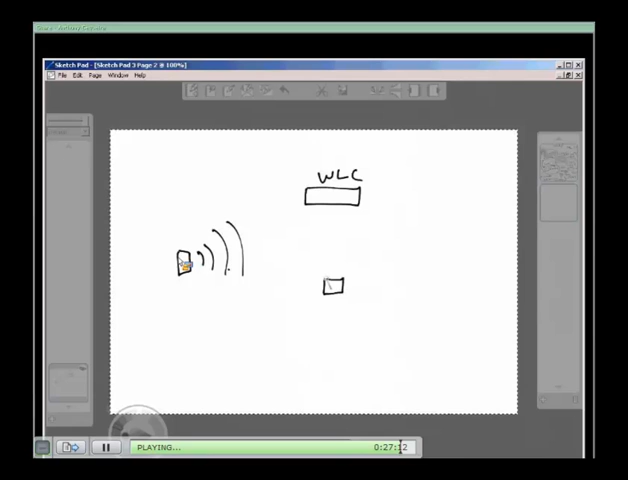 Sketch Pad - [Sketch Pad 3 Page 2 @ 100%]
File Edit Page Window Help
WLC
PLAYING... 0:27:12